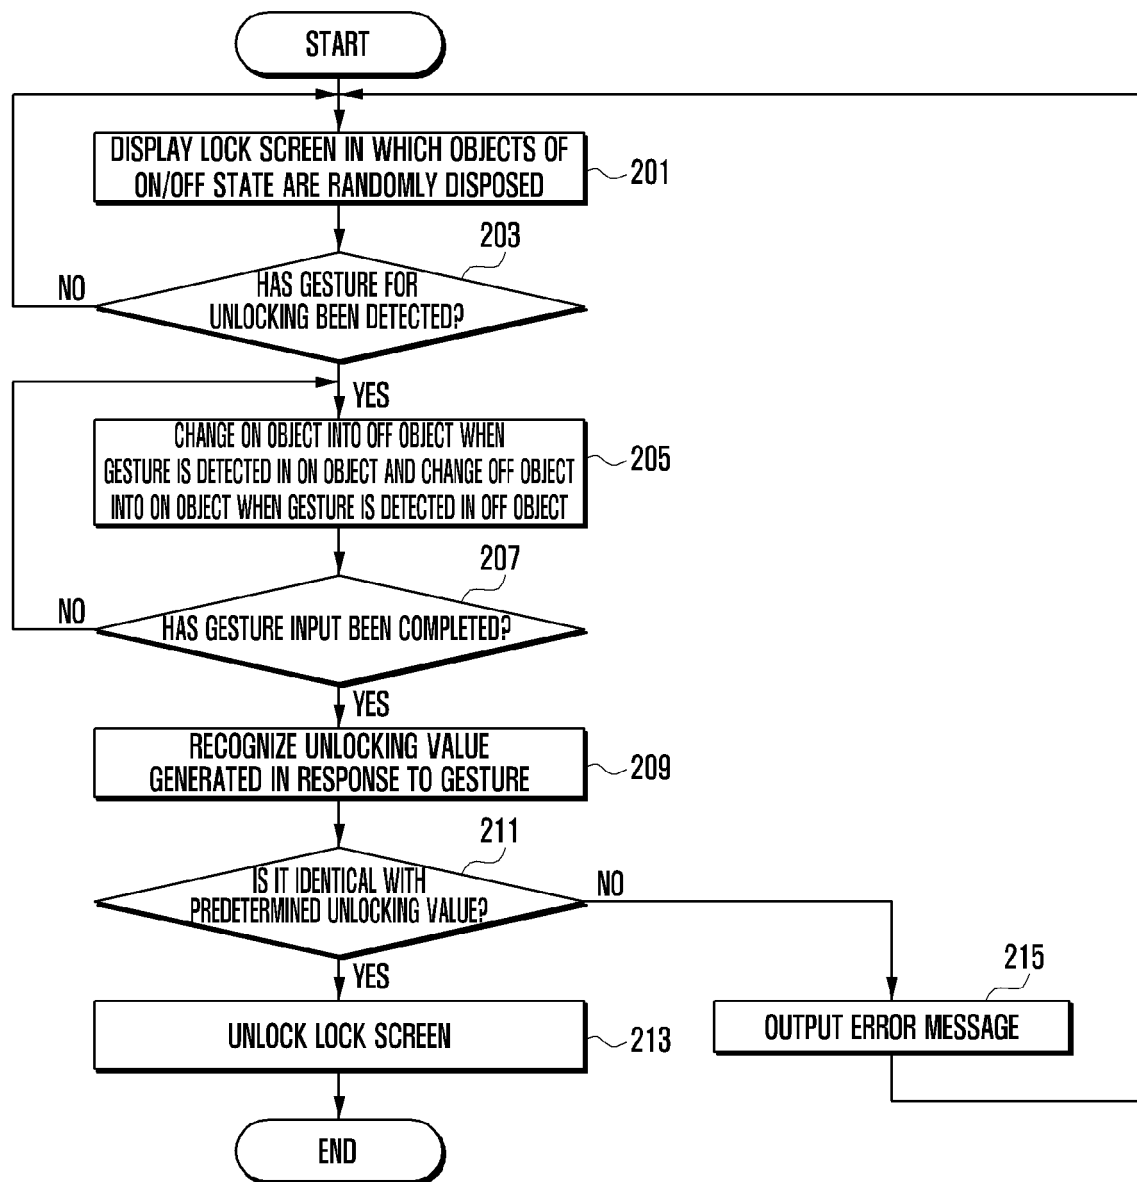 START
DISPLAY LOCK SCREEN IN WHICH OBJECTS OF
ON/OFF STATE ARE RANDOMLY DISPOSED
201
203
HAS GESTURE FOR
UNLOCKING BEEN DETECTED?
NO
YES
CHANGE ON OBJECT INTO OFF OBJECT WHEN
GESTURE IS DETECTED IN ON OBJECT AND CHANGE OFF OBJECT
INTO ON OBJECT WHEN GESTURE IS DETECTED IN OFF OBJECT
205
207
HAS GESTURE INPUT BEEN COMPLETED?
NO
YES
RECOGNIZE UNLOCKING VALUE
GENERATED IN RESPONSE TO GESTURE
209
211
IS IT IDENTICAL WITH
PREDETERMINED UNLOCKING VALUE?
NO
YES
215
OUTPUT ERROR MESSAGE
UNLOCK LOCK SCREEN
213
END